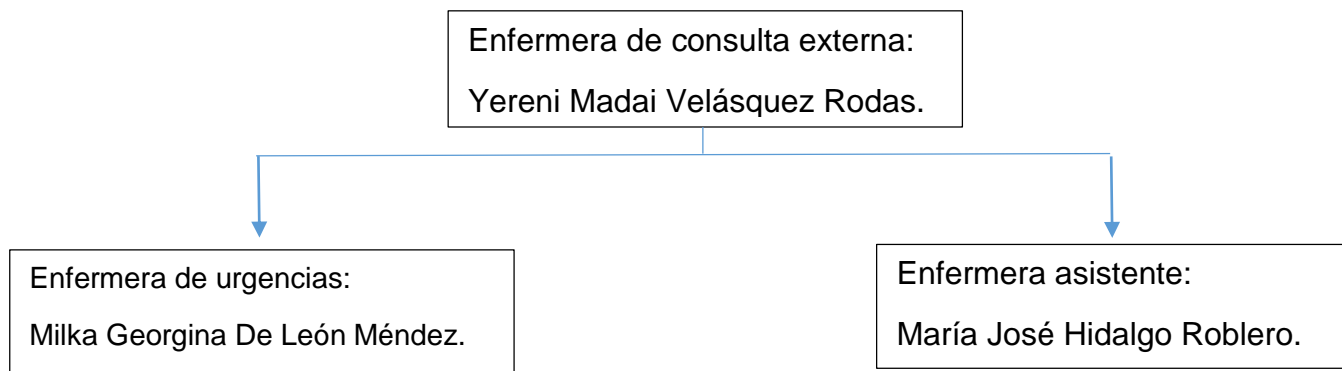 Enfermera de consulta externa:
Yereni Madai Velásquez Rodas.
Enfermera de urgencias:
Milka Georgina De León Méndez.
Enfermera asistente:
María José Hidalgo Roblero.